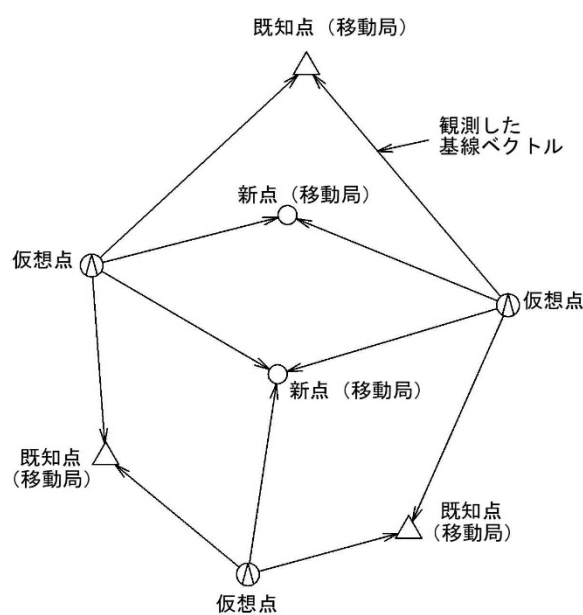 既知点（移動局）
観測した
基線ベクトル
新点（移動局）
仮想点
仮想点
新点（移動局）
既知点
（移動局）
既知点
（移動局）
仮想点